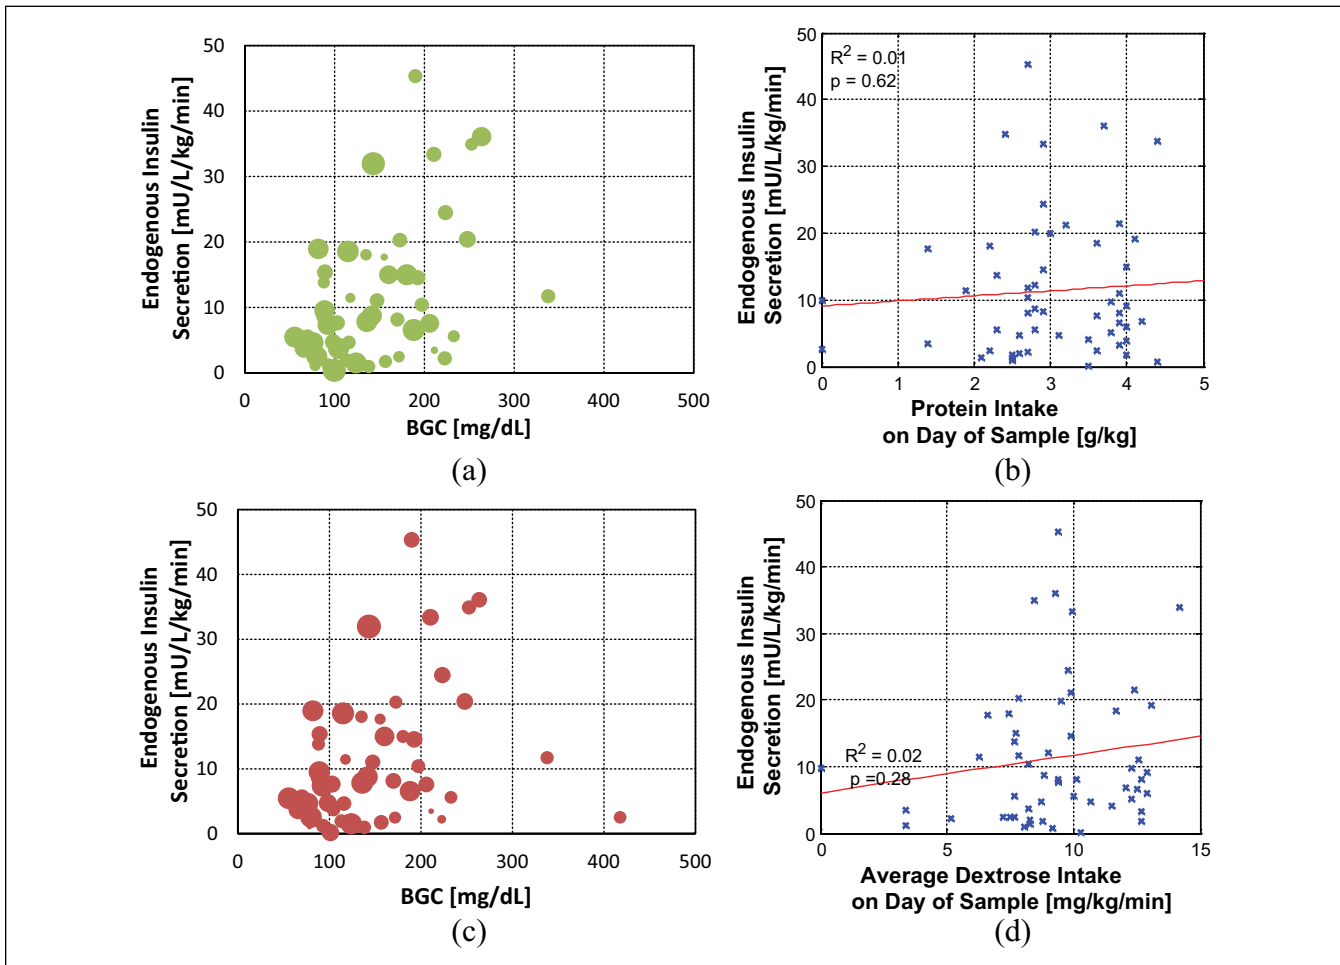 50
40
30
20
10
0
Endogenous Insulin
Secretion [mU/L/kg/min]
0 100 200 300 400 500
BGC [mg/dL]
(a)
50
40
30
20
10
0
Endogenous Insulin
Secretion [mU/L/kg/min]
R² = 0.01
p = 0.62
0 1 2 3 4 5
Protein Intake
on Day of Sample [g/kg]
(b)
50
40
30
20
10
0
Endogenous Insulin
Secretion [mU/L/kg/min]
0 100 200 300 400 500
BGC [mg/dL]
(c)
50
40
30
20
10
0
Endogenous Insulin
Secretion [mU/L/kg/min]
R² = 0.02
p =0.28
0 5 10 15
Average Dextrose Intake
on Day of Sample [mg/kg/min]
(d)